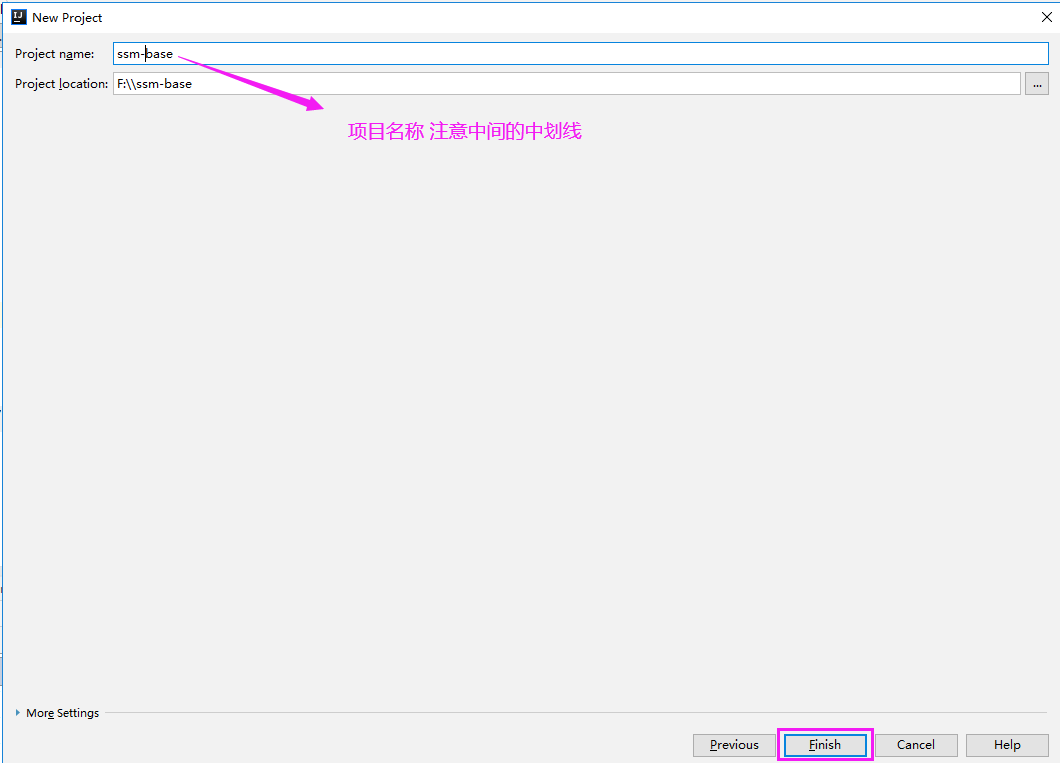 New Project
Project name: ssm-base
Project location: F:\\ssm-base ...
项目名称 注意中间的中划线
More Settings
Previous Finish Cancel Help